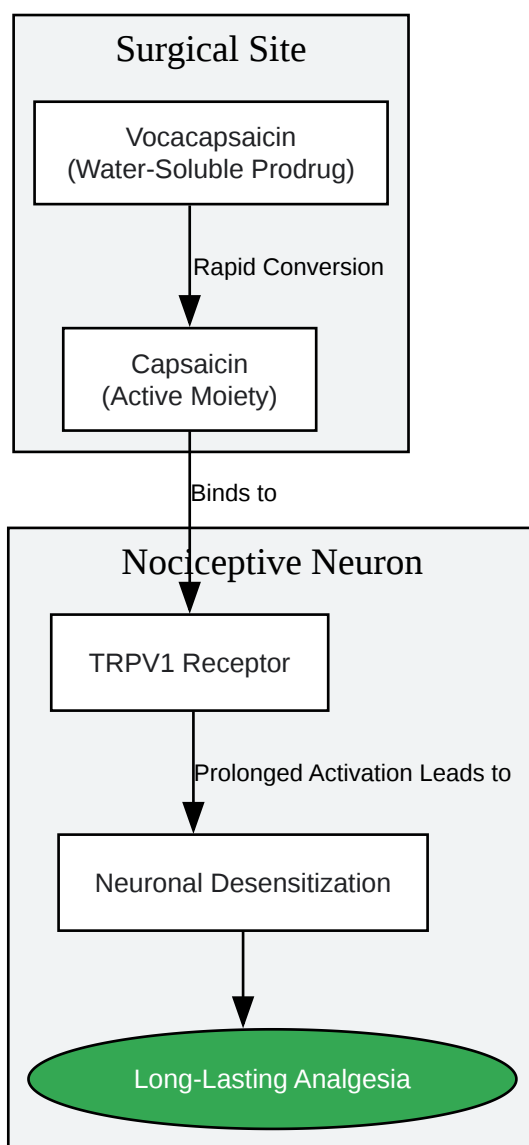 Surgical Site
Vocacapsaicin
(Water-Soluble Prodrug)
Rapid Conversion
Capsaicin
(Active Moiety)
Binds to
Nociceptive Neuron
TRPV1 Receptor
Prolonged Activation Leads to
Neuronal Desensitization
Long-Lasting Analgesia